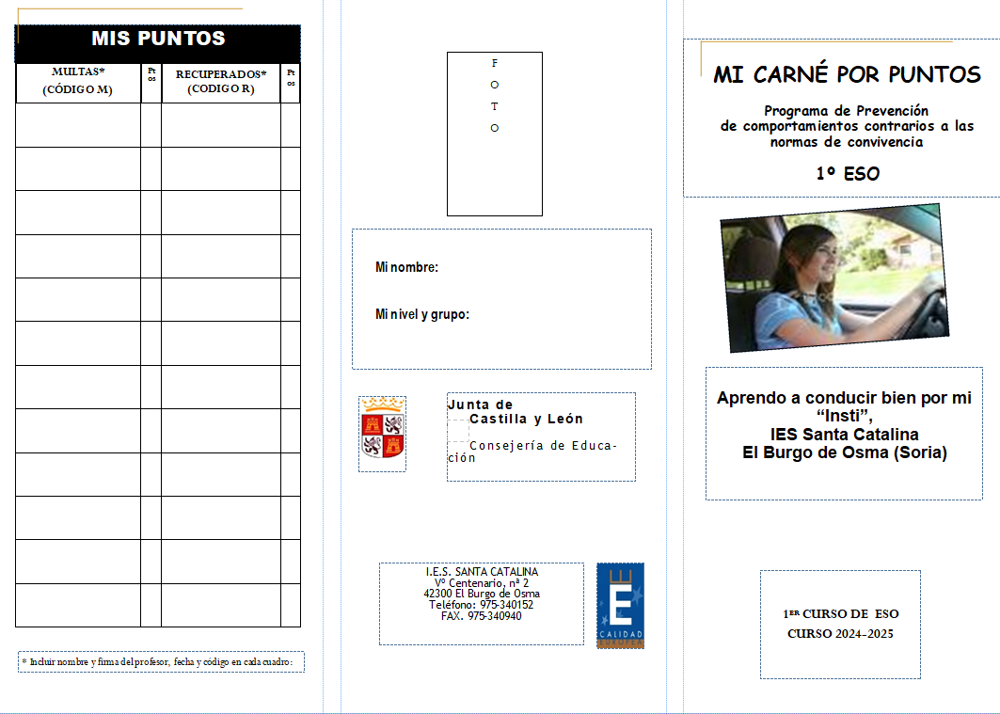 MIS PUNTOS
MULTAS*
(CÓDIGO M)
Pt
os
RECUPERADOS*
(CODIGO R)
Pt
os
* Incluir nombre y firma del profesor, fecha y código en cada cuadro:
F
O
T
O
Mi nombre:
Mi nivel y grupo:
Junta de
Castilla y León
Consejería de Educa-
ción
I.E.S. SANTA CATALINA
Vº Centenario, nª 2
42300 El Burgo de Osma
Teléfono: 975-340152
FAX. 975-340940
E
CALIDAD
EUROPEA
MI CARNÉ POR PUNTOS
Programa de Prevención
de comportamientos contrarios a las
normas de convivencia
1º ESO
Aprendo a conducir bien por mi
“Insti”,
IES Santa Catalina
El Burgo de Osma (Soria)
1ER CURSO DE ESO
CURSO 2024-2025